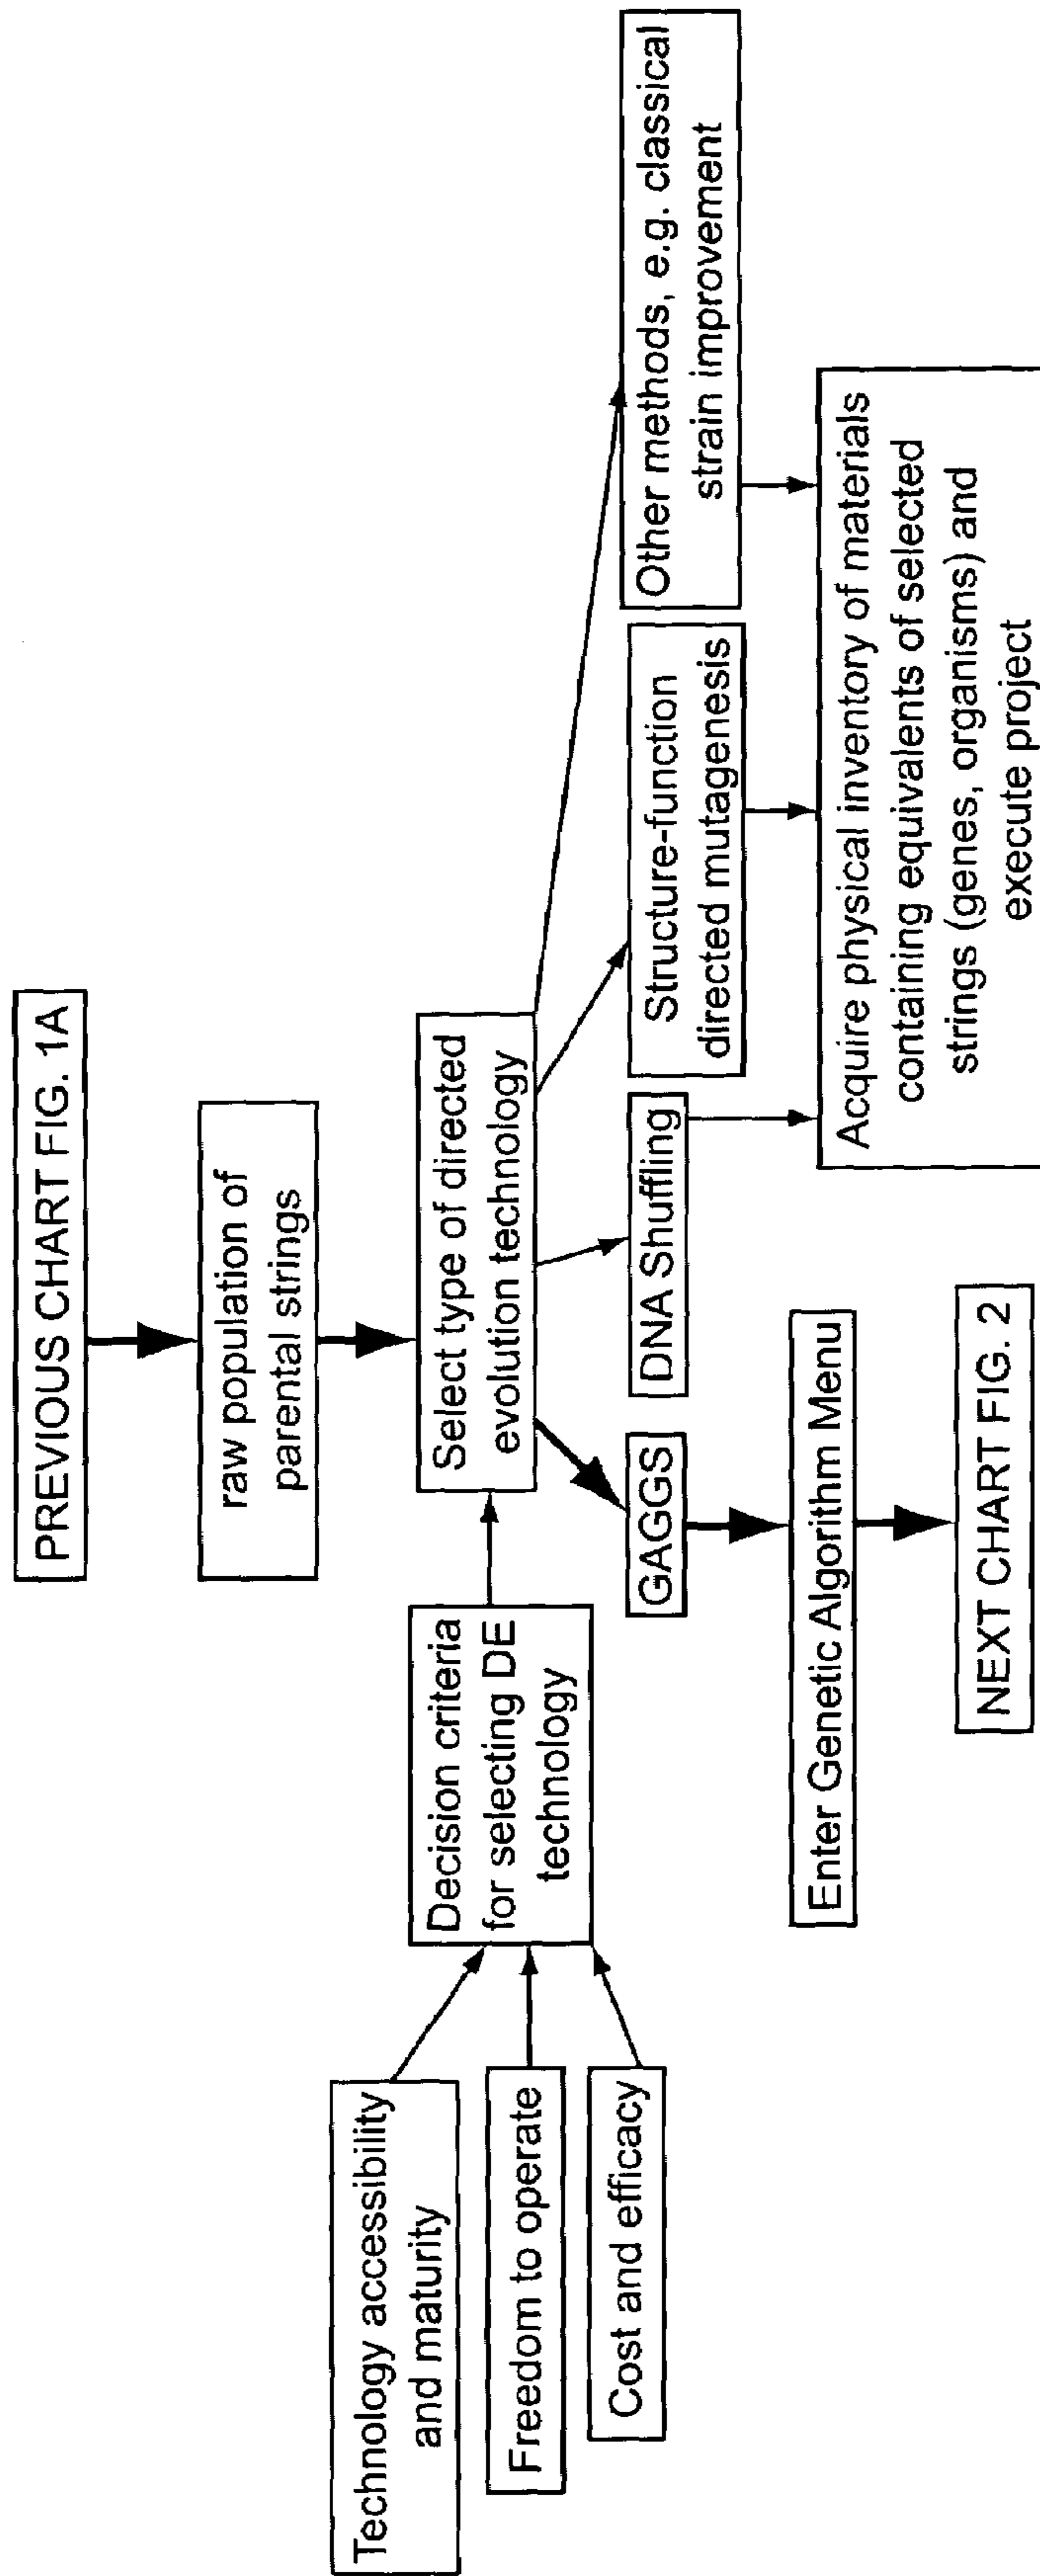 PREVIOUS CHART FIG. 1A
raw population of
parental strings
Technology accessibility
and maturity
Freedom to operate
Cost and efficacy
Decision criteria
for selecting DE
technology
Select type of directed
evolution technology
GAGGS
DNA Shuffling
Structure-function
directed mutagenesis
Other methods, e.g. classical
strain improvement
Enter Genetic Algorithm Menu
Acquire physical inventory of materials
containing equivalents of selected
strings (genes, organisms) and
execute project
NEXT CHART FIG. 2